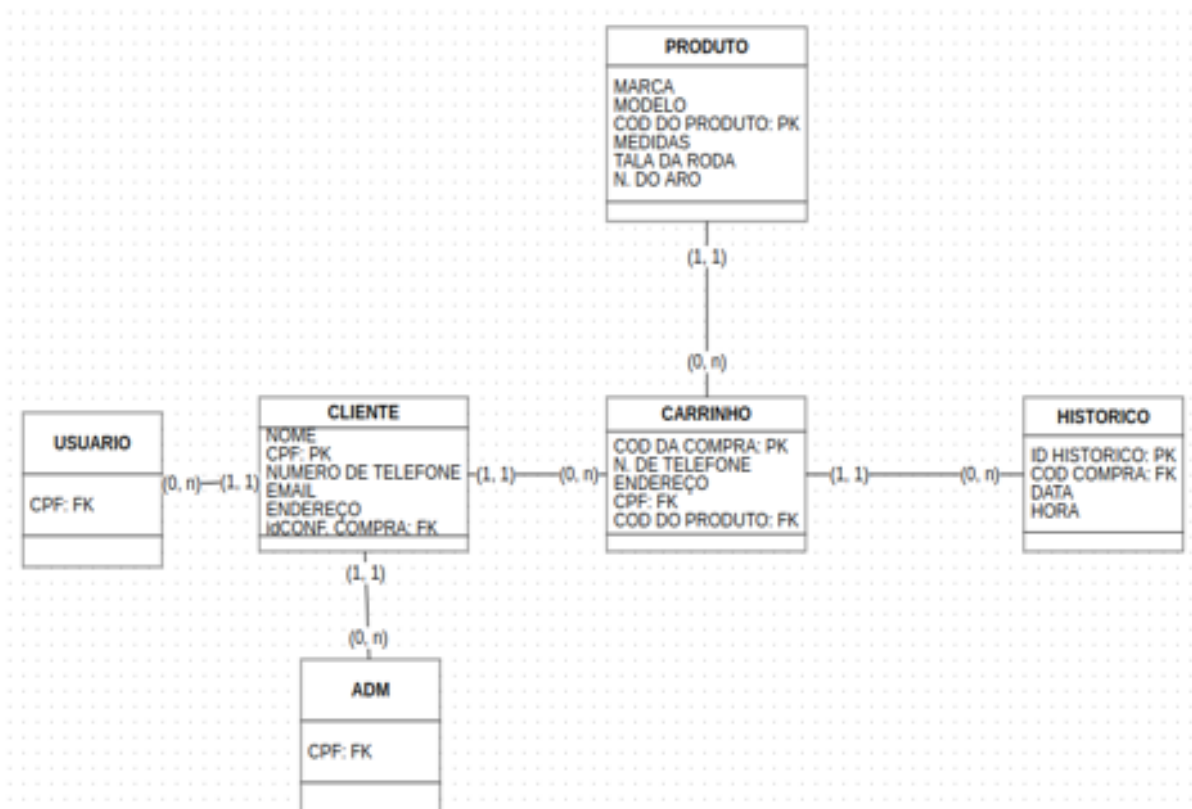 PRODUTO
MARCA
MODELO
COD DO PRODUTO: PK
MEDIDAS
TALA DA RODA
N. DO ARO
(1, 1)
(0, n)
USUARIO
CPF: FK
(0, n)
(1, 1)
CLIENTE
NOME
CPF: PK
NUMERO DE TELEFONE
EMAIL
ENDEREÇO
idCONF. COMPRA: FK
(1, 1)
(0, n)
CARRINHO
COD DA COMPRA: PK
N. DE TELEFONE
ENDEREÇO
CPF: FK
COD DO PRODUTO: FK
(1, 1)
(0, n)
HISTORICO
ID HISTORICO: PK
COD COMPRA: FK
DATA
HORA
(1, 1)
(0, n)
ADM
CPF: FK